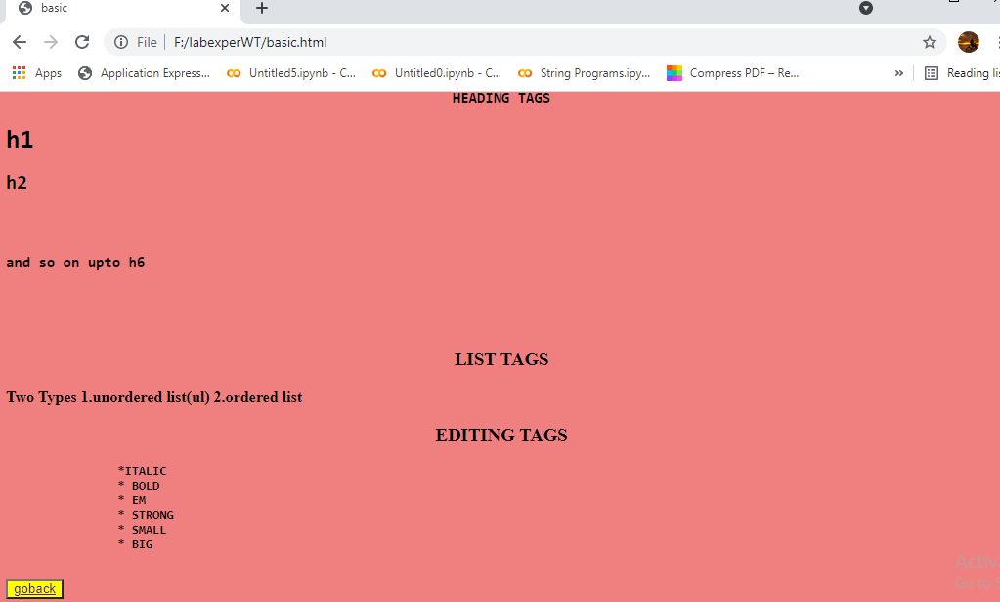 basic
File F:/labexperWT/basic.html
Apps Application Express... Untitled5.ipynb - C... Untitled0.ipynb - C... String Programs.ipy... Compress PDF – Re... » Reading lis
HEADING TAGS
h1
h2
and so on upto h6
LIST TAGS
Two Types 1.unordered list(ul) 2.ordered list
EDITING TAGS
*ITALIC
* BOLD
* EM
* STRONG
* SMALL
* BIG
Activ
goback